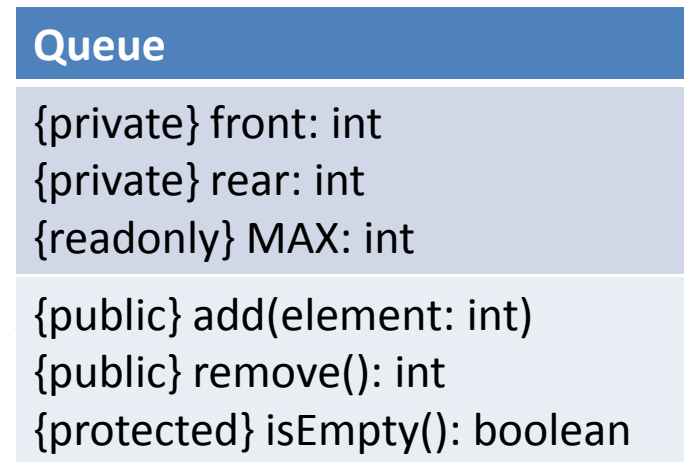 Queue
{private} front: int
{private} rear: int
{readonly} MAX: int
{public} add(element: int)
{public} remove(): int
{protected} isEmpty(): boolean